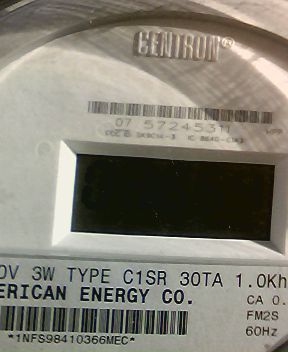 CENTRON®
07 57245311
0V 3W TYPE C1SR 30TA 1.0Kh
ERICAN ENERGY CO.
CA 0.
FM2S
60Hz
*1NFS98410366MEC*